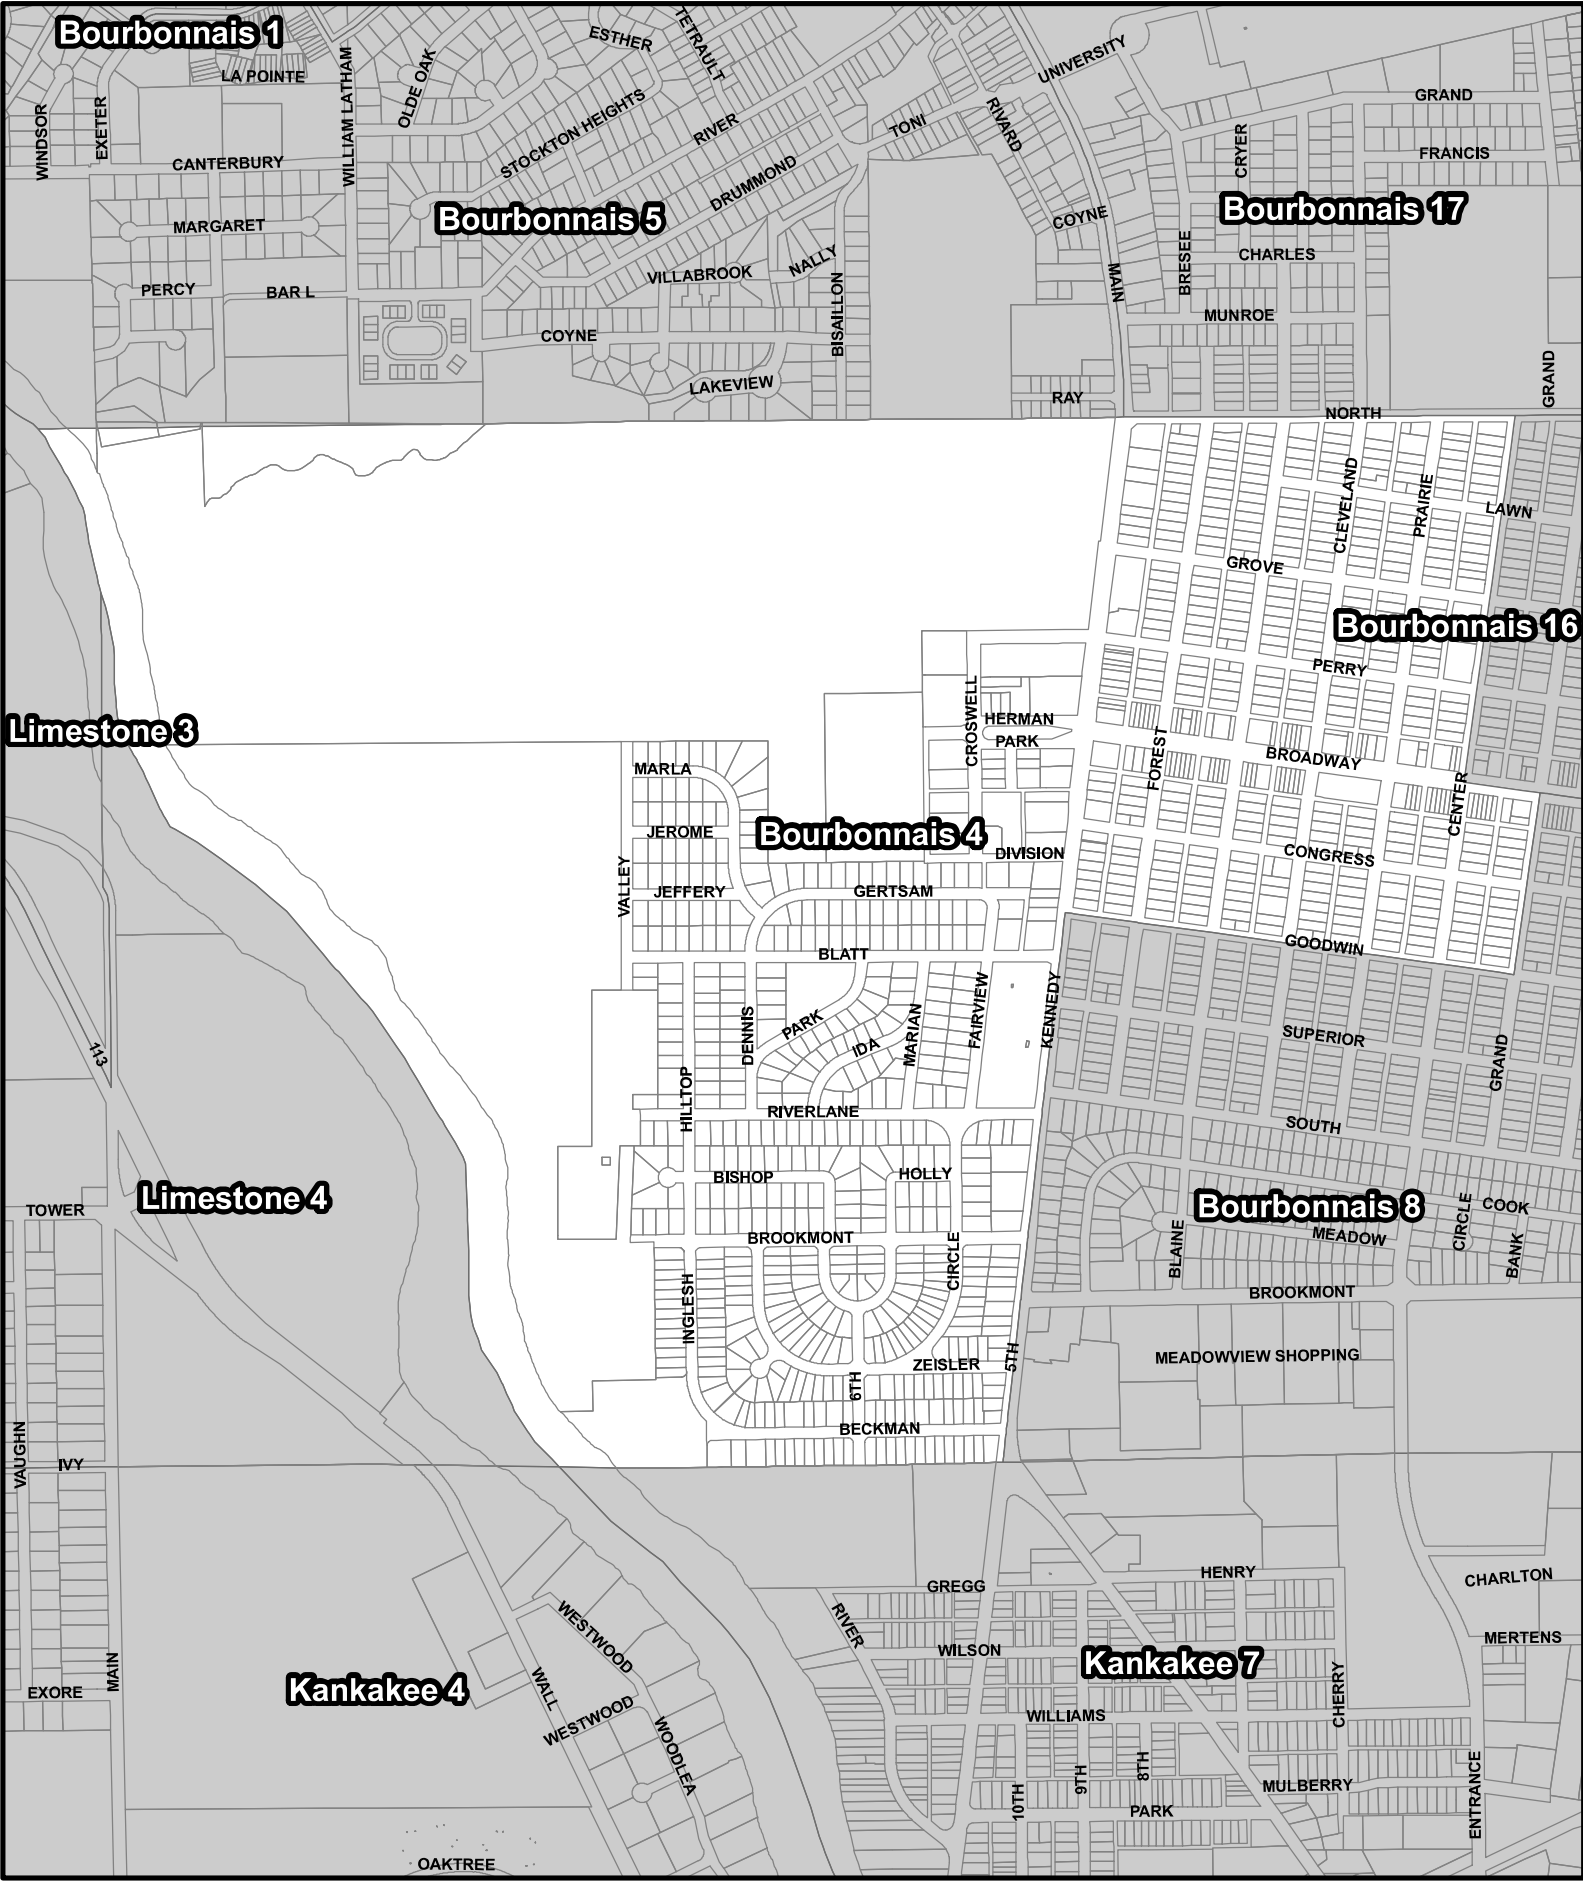 Bourbonnais 1
LA POINTE
WINDSOR
EXETER
WILLIAM LATHAM
OLDE OAK
ESTHER
TETRAULT
UNIVERSITY
STOCKTON HEIGHTS
RIVER
TONI
RIVARD
GRAND
CRYER
FRANCIS
CANTERBURY
DRUMMOND
Bourbonnais 5
Bourbonnais 17
COYNE
MARGARET
VILLABROOK
NALLY
MAIN
BRESEE
CHARLES
PERCY
BAR L
BISAILLON
MUNROE
COYNE
LAKEVIEW
RAY
GRAND
NORTH
CLEVELAND
PRAIRIE
LAWN
GROVE
Bourbonnais 16
PERRY
CROSWELL
HERMAN
PARK
Limestone 3
FOREST
BROADWAY
CENTER
MARLA
JEROME
Bourbonnais 4
DIVISION
CONGRESS
VALLEY
JEFFERY
GERTSAM
BLATT
GOODWIN
113
DENNIS
PARK
IDA
MARIAN
FAIRVIEW
KENNEDY
SUPERIOR
GRAND
HILLTOP
RIVERLANE
SOUTH
BISHOP
HOLLY
Limestone 4
TOWER
Bourbonnais 8
COOK
CIRCLE
BANK
BLAINE
MEADOW
BROOKMONT
CIRCLE
BROOKMONT
INGLESH
MEADOWVIEW SHOPPING
ZEISLER
5TH
6TH
BECKMAN
VAUGHN
IVY
GREGG
HENRY
CHARLTON
WESTWOOD
RIVER
WILSON
Kankakee 7
MERTENS
MAIN
EXORE
Kankakee 4
WALL
WESTWOOD
WOODLEA
WILLIAMS
CHERRY
10TH
9TH
8TH
MULBERRY
PARK
ENTRANCE
OAKTREE